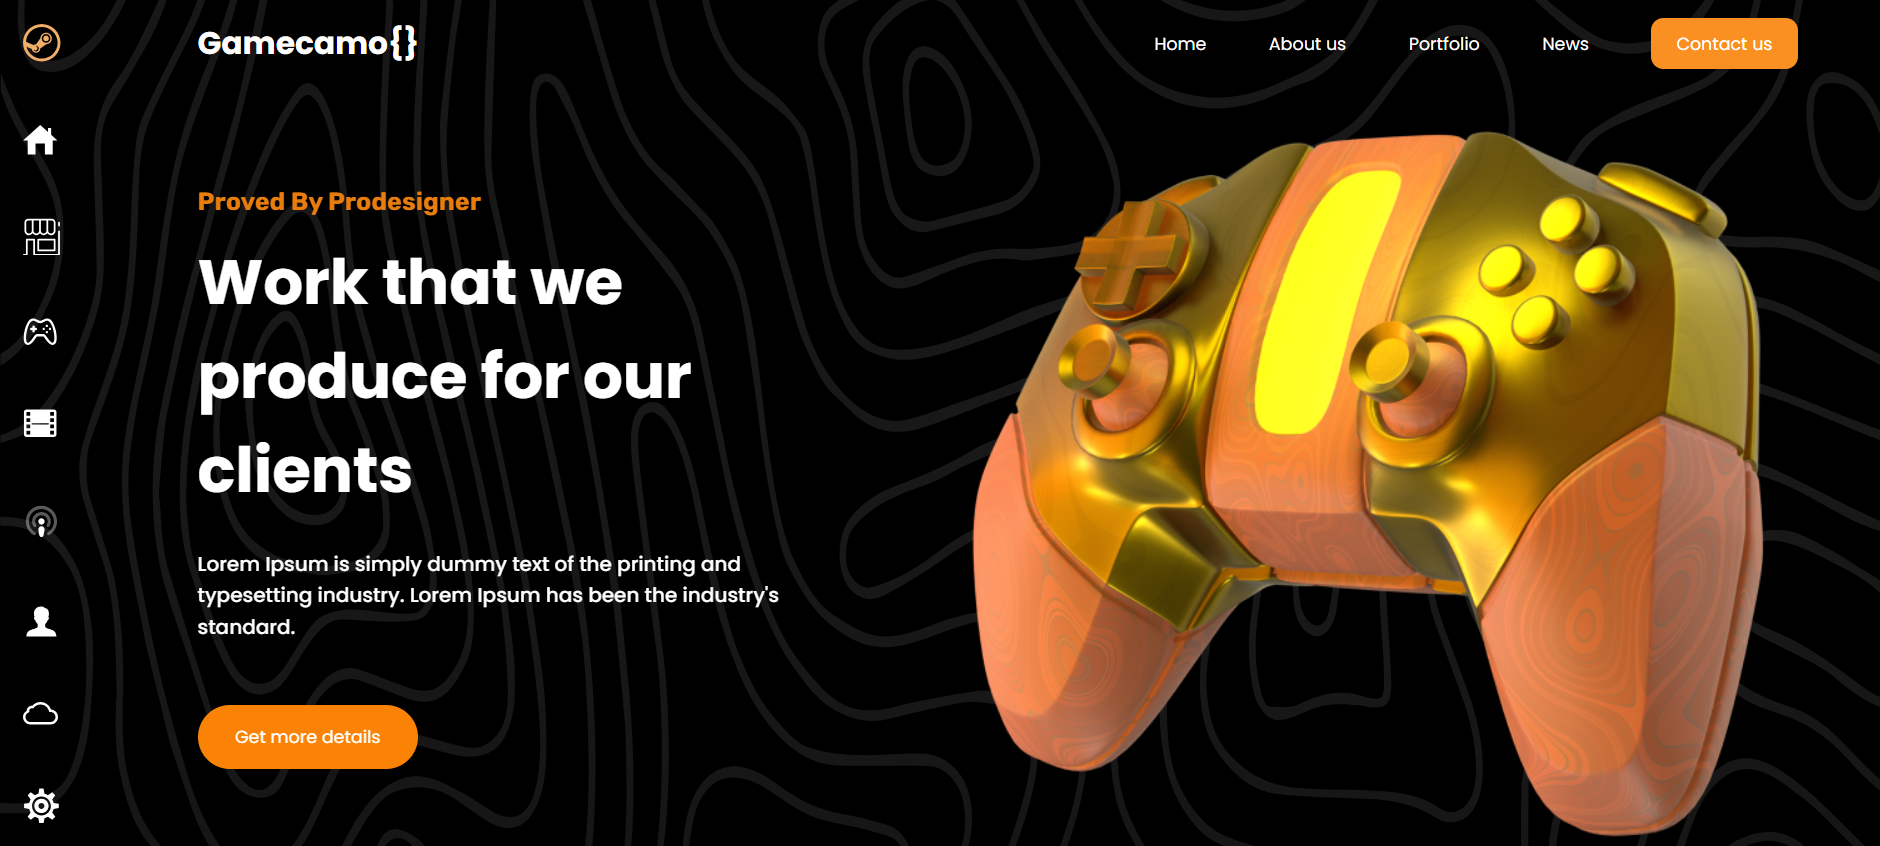 Gamecamo{}
Home
About us
Portfolio
News
Contact us
Proved By Prodesigner
Work that we
produce for our
clients
Lorem Ipsum is simply dummy text of the printing and
typesetting industry. Lorem Ipsum has been the industry's
standard.
Get more details